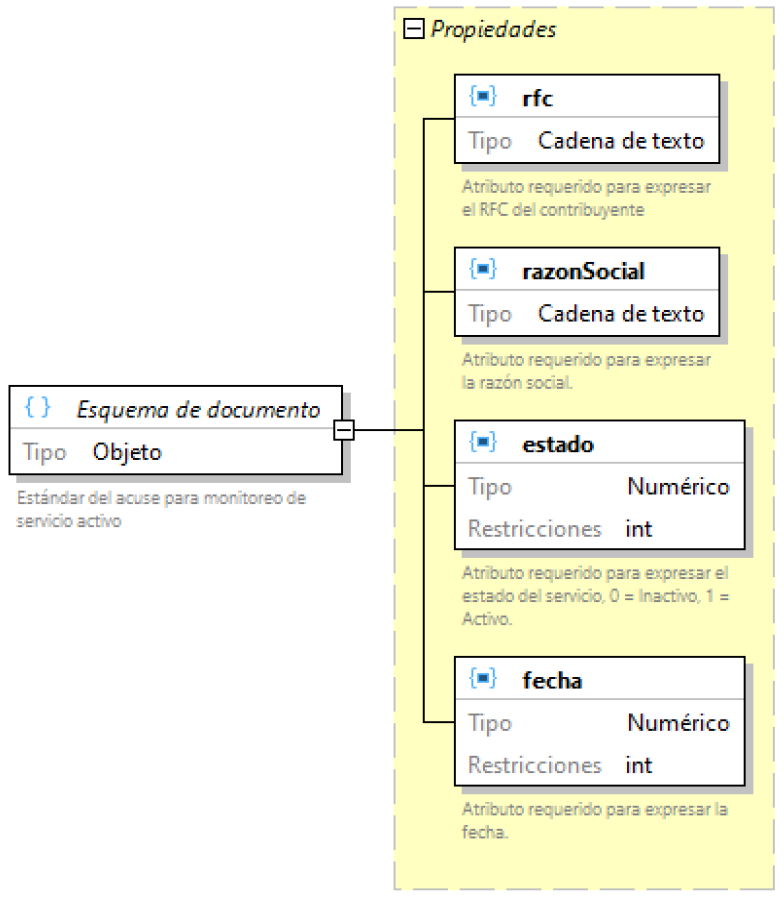 Propiedades
rfc
Tipo Cadena de texto
Atributo requerido para expresar
el RFC del contribuyente
razonSocial
Tipo Cadena de texto
Atributo requerido para expresar
la razón social.
Esquema de documento
Tipo Objeto
Estándar del acuse para monitoreo de
servicio activo
estado
Tipo Numérico
Restricciones int
Atributo requerido para expresar el
estado del servicio, 0 = Inactivo, 1 =
Activo.
fecha
Tipo Numérico
Restricciones int
Atributo requerido para expresar la
fecha.